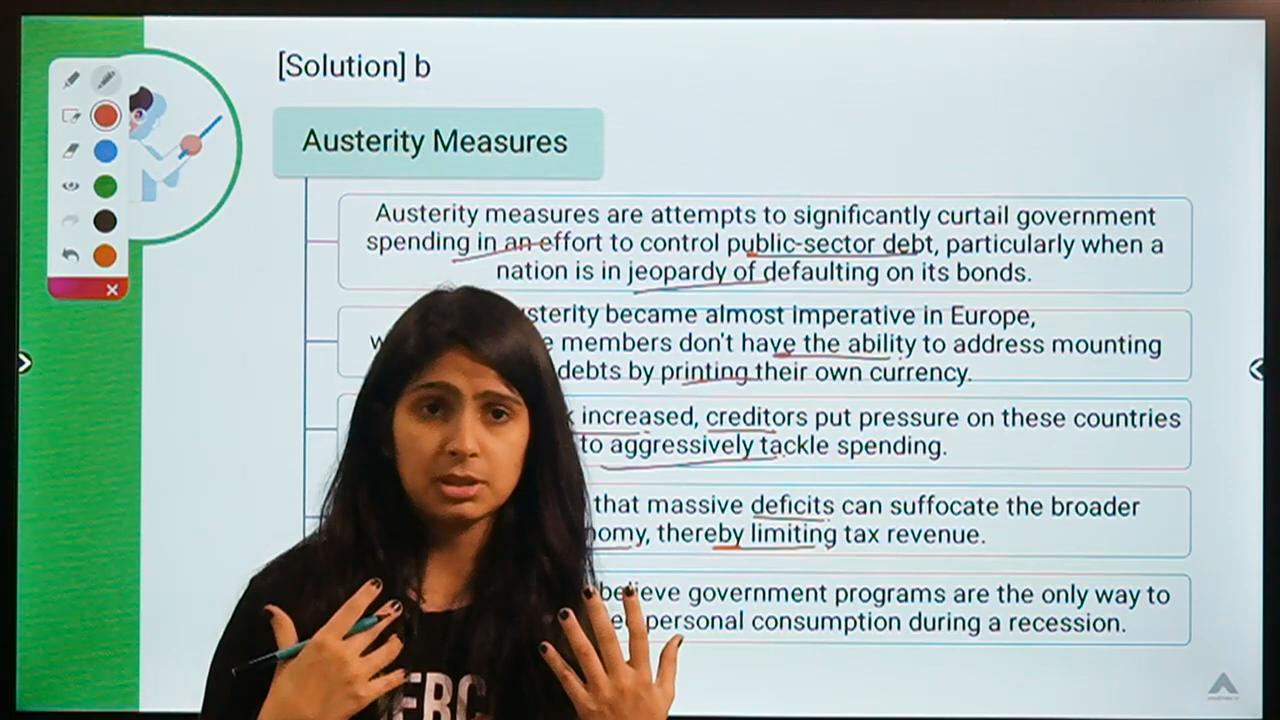 [Solution] b
Austerity Measures
Austerity measures are attempts to significantly curtail government
spending in an effort to control public-sector debt, particularly when a
nation is in jeopardy of defaulting on its bonds.
became almost imperative in Europe,
members don't have the ability to address mounting
debts by printing their own currency.
increased, creditors put pressure on these countries
to aggressively tackle spending.
that massive deficits can suffocate the broader
thereby limiting tax revenue.
believe government programs are the only way to
personal consumption during a recession.